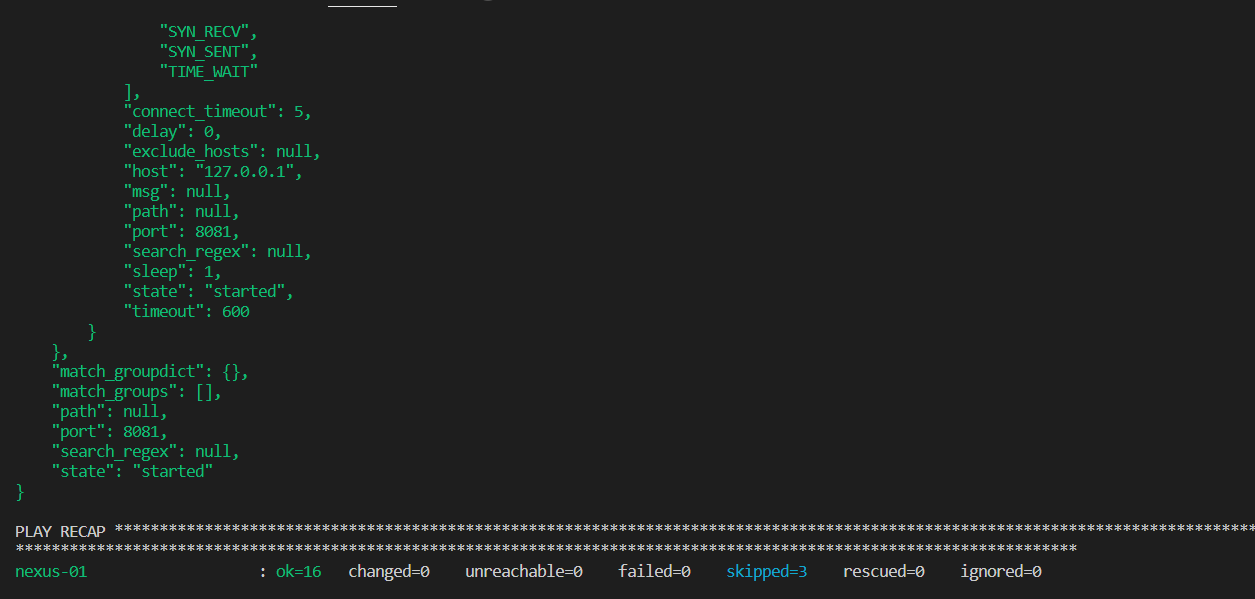 "SYN_RECV",
                "SYN_SENT",
                "TIME_WAIT"
            ],
            "connect_timeout": 5,
            "delay": 0,
            "exclude_hosts": null,
            "host": "127.0.0.1",
            "msg": null,
            "path": null,
            "port": 8081,
            "search_regex": null,
            "sleep": 1,
            "state": "started",
            "timeout": 600
        }
    },
    "match_groupdict": {},
    "match_groups": [],
    "path": null,
    "port": 8081,
    "search_regex": null,
    "state": "started"
}
PLAY RECAP *******************************************************************************************************************************
**********************************************************************************************************************
nexus-01                   : ok=16   changed=0    unreachable=0    failed=0    skipped=3    rescued=0    ignored=0